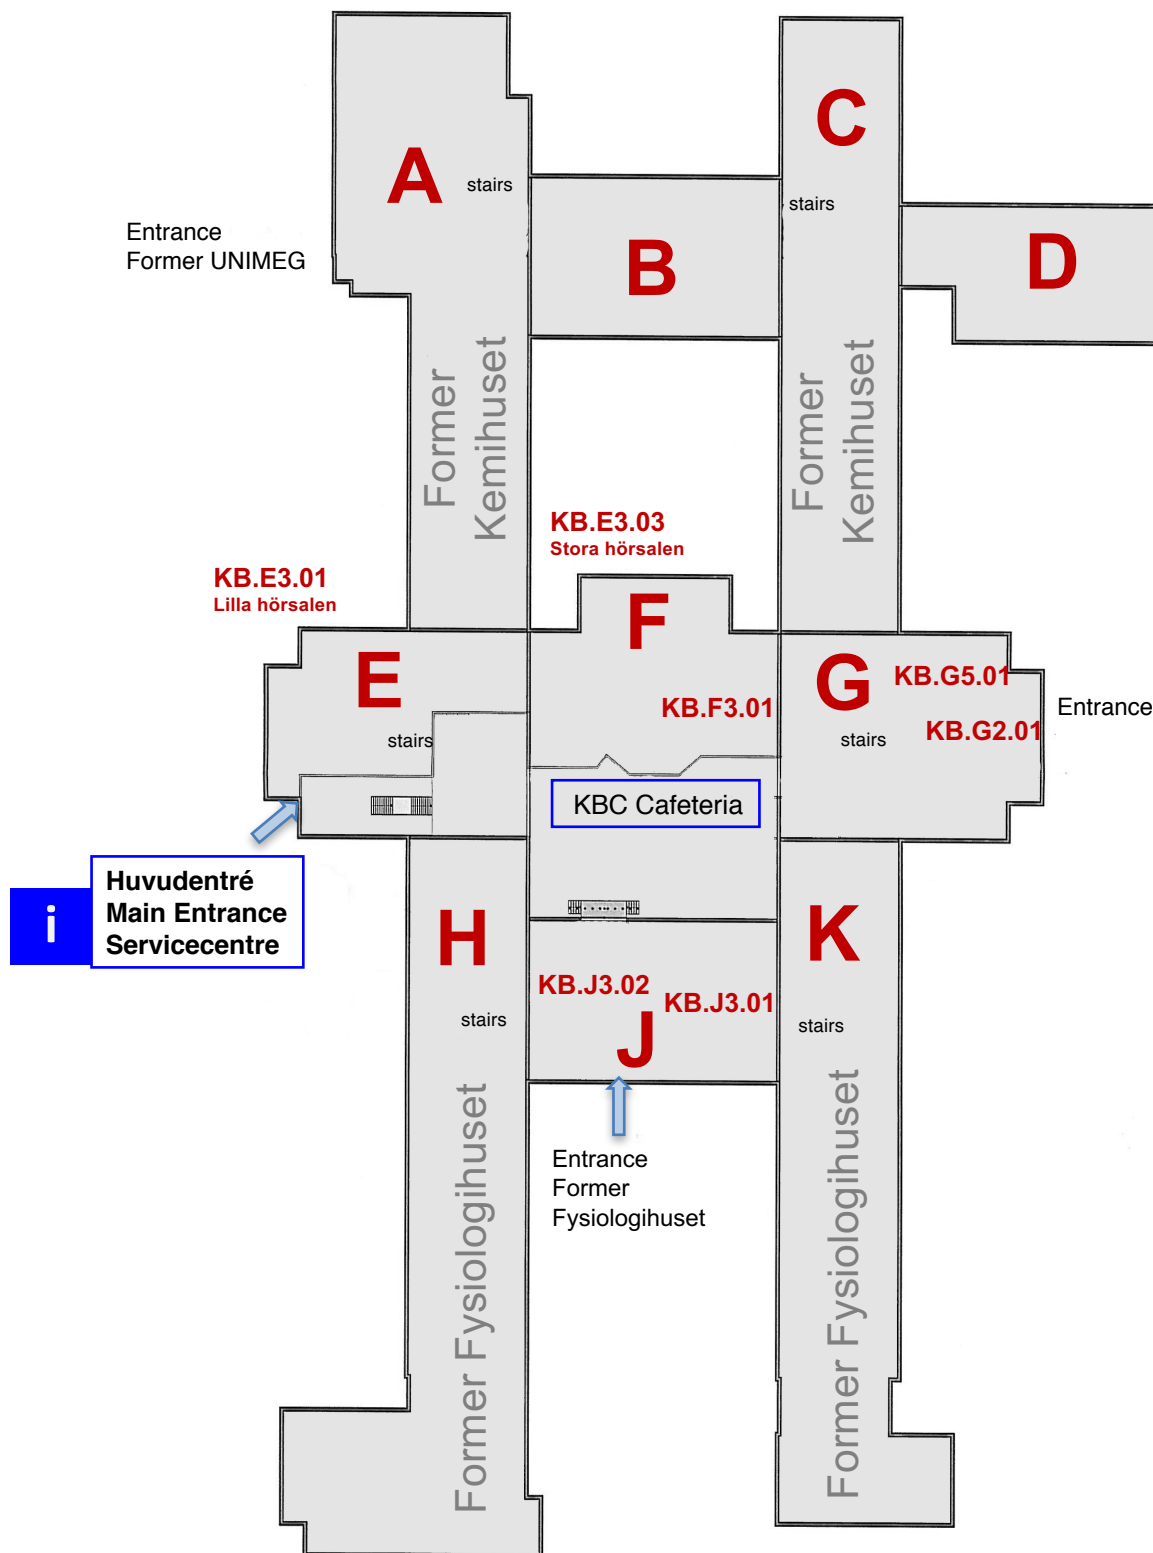 C
A
stairs
stairs
Entrance
Former UNIMEG
B
D
Former
Kemihuset
Former
Kemihuset
KB.E3.03
Stora hörsalen
KB.E3.01
Lilla hörsalen
F
E
G
KB.G5.01
KB.F3.01
Entrance
KB.G2.01
stairs
stairs
KBC Cafeteria
i
Huvudentré
Main Entrance
Servicecentre
H
K
KB.J3.02
KB.J3.01
stairs
J
stairs
Former Fysiologihuset
Former Fysiologihuset
Entrance
Former
Fysiologihuset